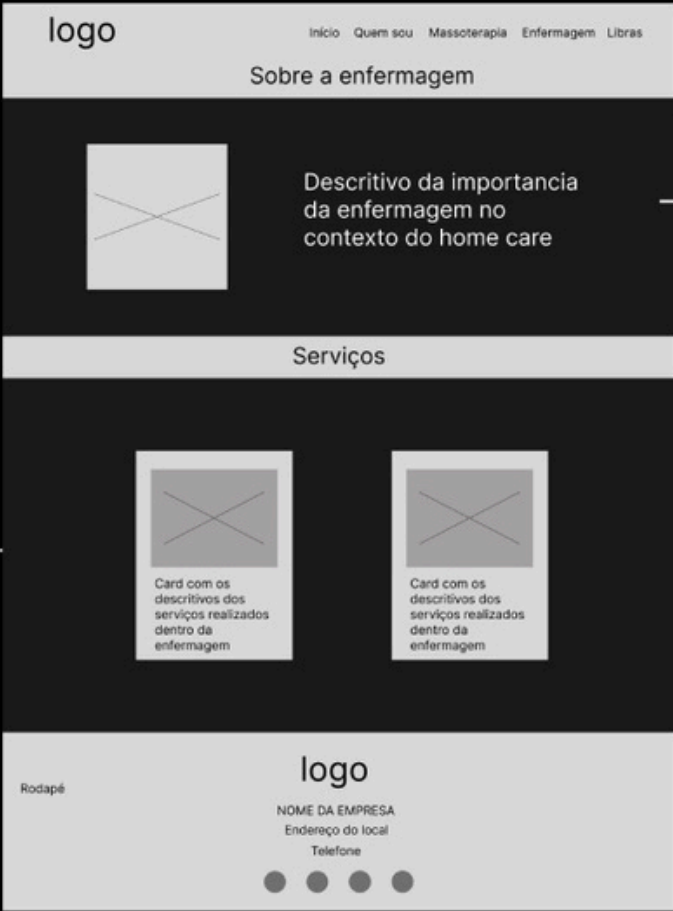 logo
Início Quem sou Massoterapia Enfermagem Libras
Sobre a enfermagem
Descritivo da importancia
da enfermagem no
contexto do home care
Serviços
Card com os
descritivos dos
serviços realizados
dentro da
enfermagem
Card com os
descritivos dos
serviços realizados
dentro da
enfermagem
logo
Rodapé
NOME DA EMPRESA
Endereço do local
Telefone